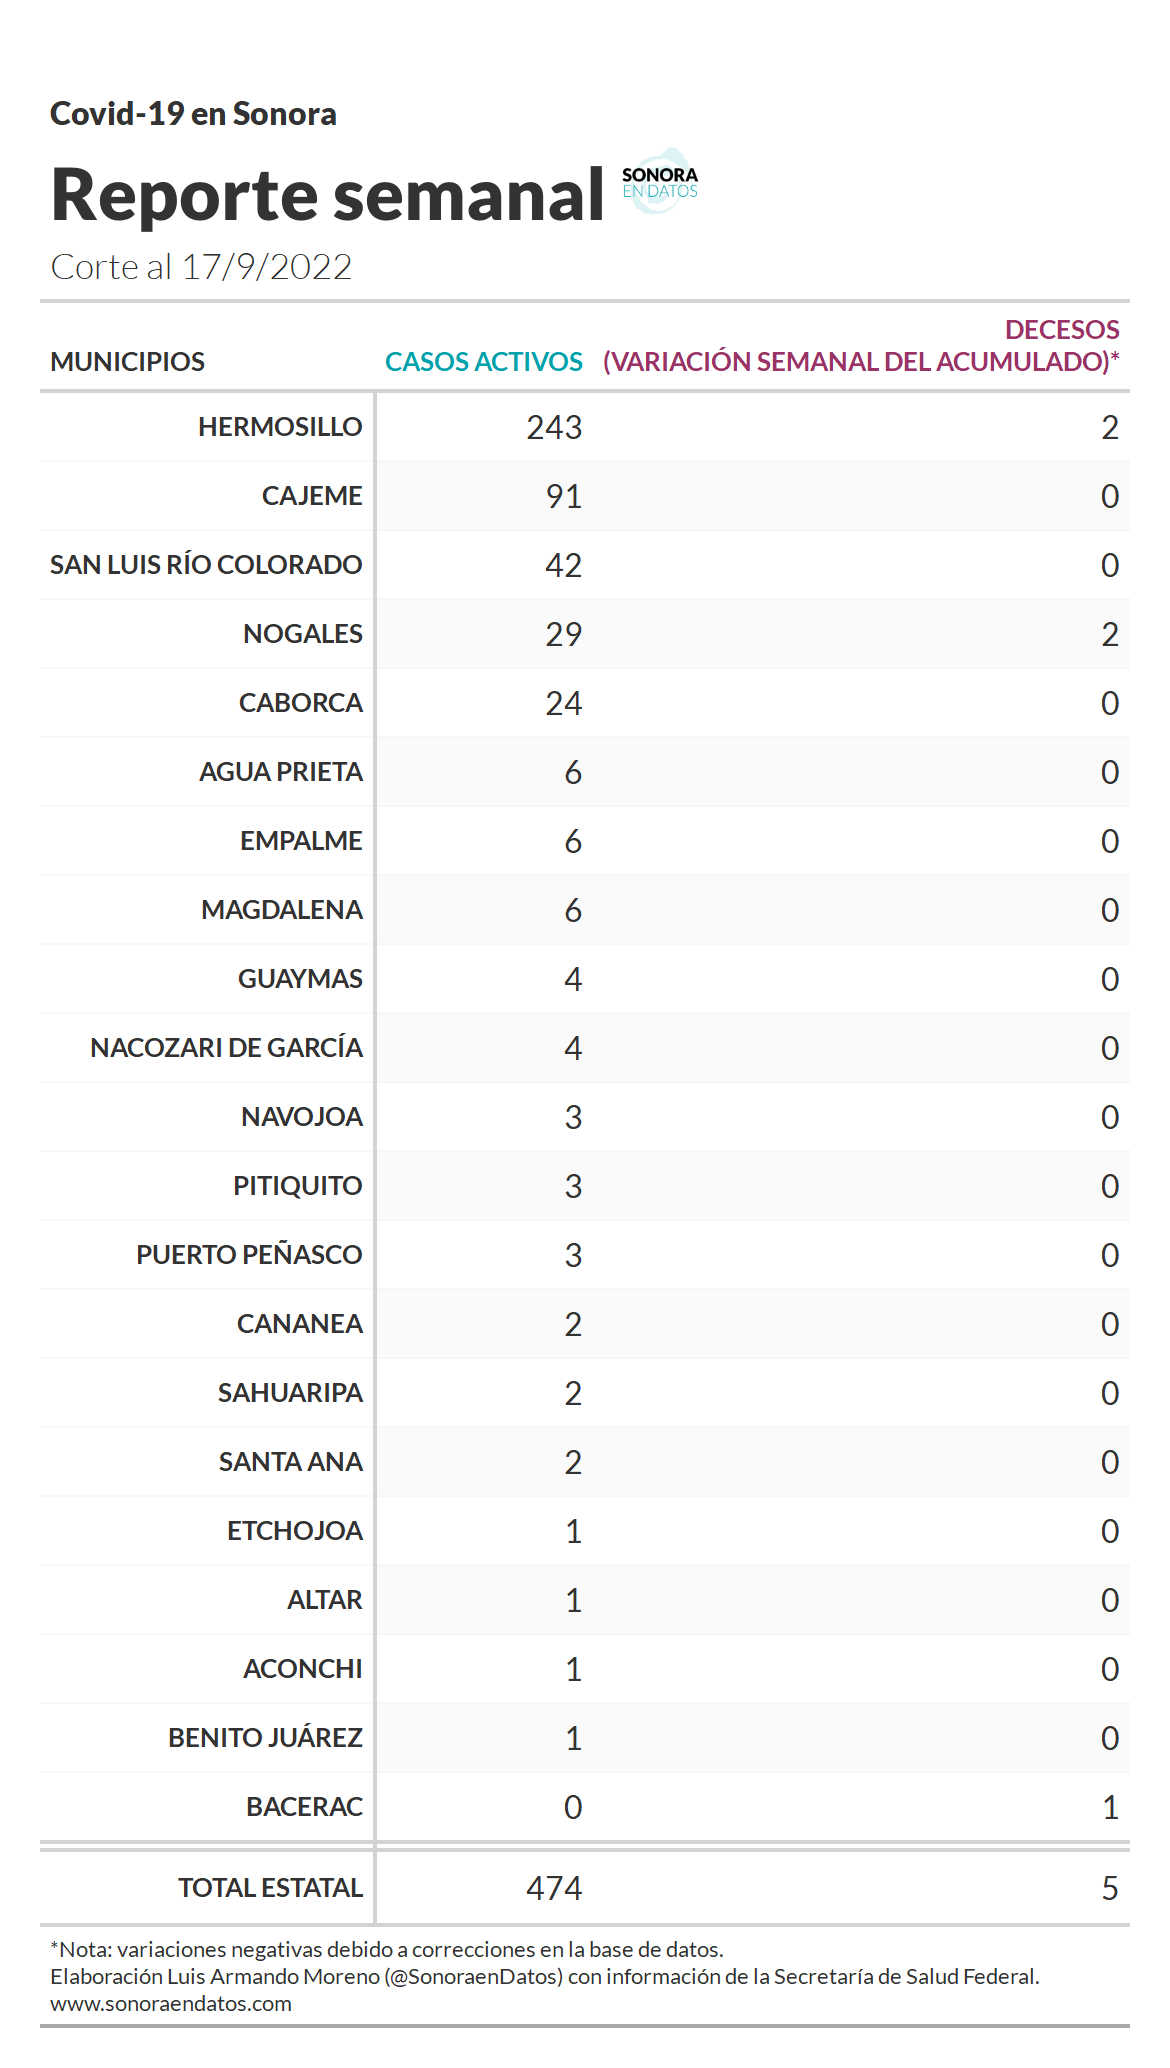 Covid-19 en Sonora
Reporte semanal
SONORA
EN DATOS
Corte al 17/9/2022
DECESOS
MUNICIPIOS CASOS ACTIVOS (VARIACIÓN SEMANAL DEL ACUMULADO)*
HERMOSILLO 243 2
CAJEME 91 0
SAN LUIS RÍO COLORADO 42 0
NOGALES 29 2
CABORCA 24 0
AGUA PRIETA 6 0
EMPALME 6 0
MAGDALENA 6 0
GUAYMAS 4 0
NACOZARI DE GARCÍA 4 0
NAVOJOA 3 0
PITIQUITO 3 0
PUERTO PEÑASCO 3 0
CANANEA 2 0
SAHUARIPA 2 0
SANTA ANA 2 0
ETCHOJOA 1 0
ALTAR 1 0
ACONCHI 1 0
BENITO JUÁREZ 1 0
BACERAC 0 1
TOTAL ESTATAL 474 5
*Nota: variaciones negativas debido a correcciones en la base de datos.
Elaboración Luis Armando Moreno (@SonoraenDatos) con información de la Secretaría de Salud Federal.
www.sonoraendatos.com